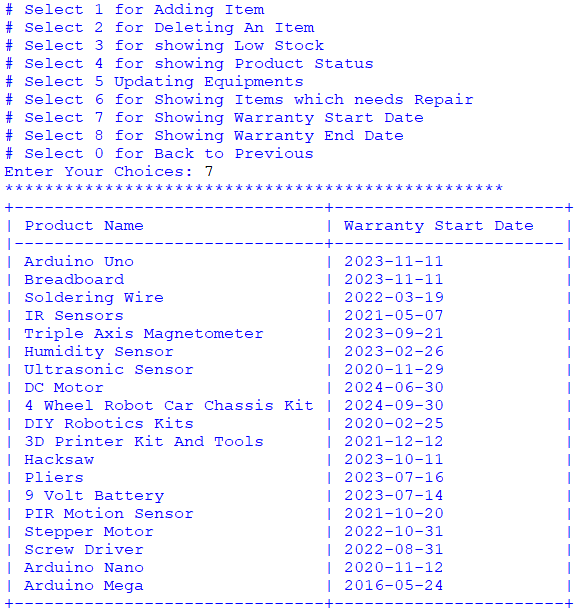 # Select 1 for Adding Item
# Select 2 for Deleting An Item
# Select 3 for showing Low Stock
# Select 4 for showing Product Status
# Select 5 Updating Equipments
# Select 6 for Showing Items which needs Repair
# Select 7 for Showing Warranty Start Date
# Select 8 for Showing Warranty End Date
# Select 0 for Back to Previous
Enter Your Choices: 7
**************************************************
+-------------------------------+-----------------------+
| Product Name                  | Warranty Start Date   |
|-------------------------------+-----------------------|
| Arduino Uno                   | 2023-11-11            |
| Breadboard                    | 2023-11-11            |
| Soldering Wire                | 2022-03-19            |
| IR Sensors                    | 2021-05-07            |
| Triple Axis Magnetometer      | 2023-09-21            |
| Humidity Sensor               | 2023-02-26            |
| Ultrasonic Sensor             | 2020-11-29            |
| DC Motor                      | 2024-06-30            |
| 4 Wheel Robot Car Chassis Kit | 2024-09-30            |
| DIY Robotics Kits             | 2020-02-25            |
| 3D Printer Kit And Tools      | 2021-12-12            |
| Hacksaw                       | 2023-10-11            |
| Pliers                        | 2023-07-16            |
| 9 Volt Battery                | 2023-07-14            |
| PIR Motion Sensor             | 2021-10-20            |
| Stepper Motor                 | 2022-10-31            |
| Screw Driver                  | 2022-08-31            |
| Arduino Nano                  | 2020-11-12            |
| Arduino Mega                  | 2016-05-24            |
+-------------------------------+-----------------------+